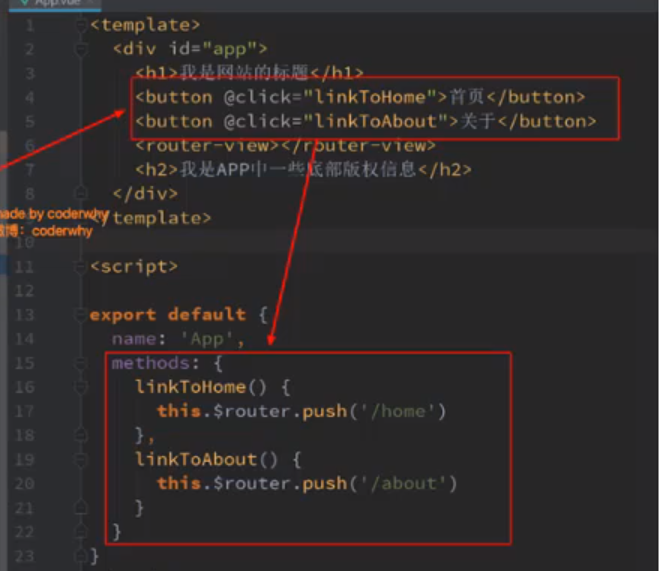 App.vue
1 <template>
2 <div id="app">
3 <h1>我是网站的标题</h1>
4 <button @click="linkToHome">首页</button>
5 <button @click="linkToAbout">关于</button>
6 <router-view></router-view>
7 <h2>我是APP中一些底部版权信息</h2>
8 </div>
made by coderwhy
</template>
微博：coderwhy
10
11 <script>
12
13 export default {
14 name: 'App',
15 methods: {
16 linkToHome() {
17 this.$router.push('/home')
18 },
19 linkToAbout() {
20 this.$router.push('/about')
21 }
22 }
23 }